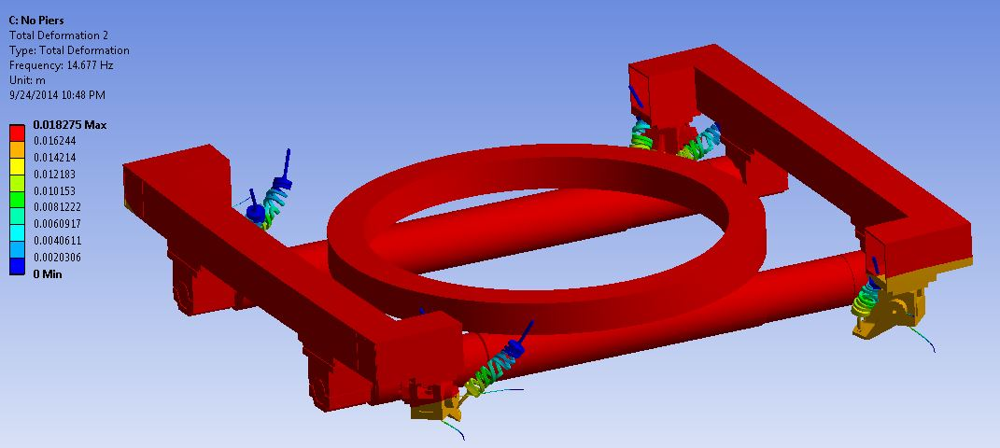 C: No Piers
Total Deformation 2
Type: Total Deformation
Frequency: 14.677 Hz
Unit: m
9/24/2014 10:48 PM
0.018275 Max
0.016244
0.014214
0.012183
0.010153
0.0081222
0.0060917
0.0040611
0.0020306
0 Min